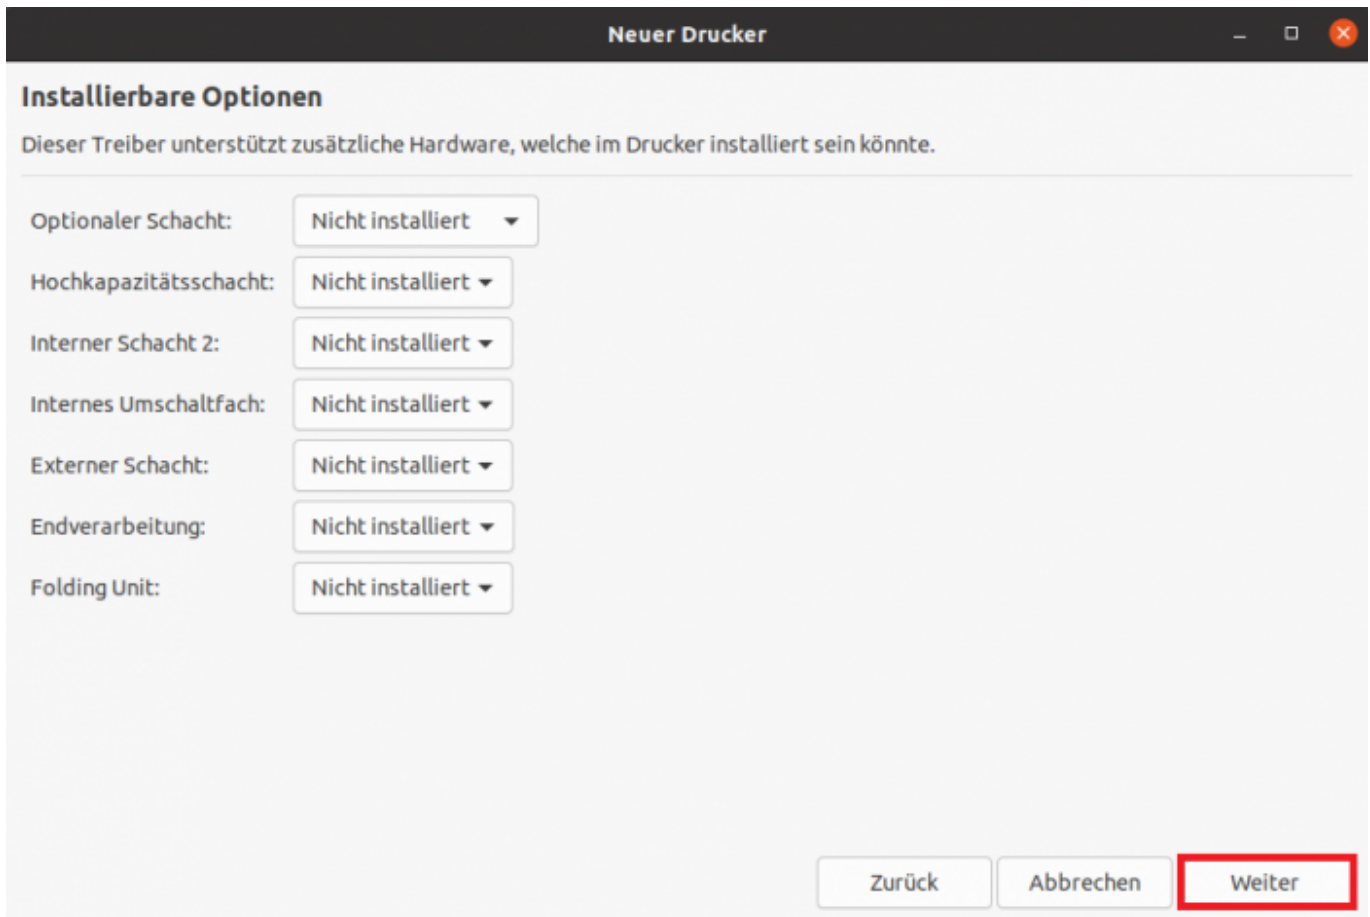 Neuer Drucker
Installierbare Optionen
Dieser Treiber unterstützt zusätzliche Hardware, welche im Drucker installiert sein könnte.
Optionaler Schacht: Nicht installiert
Hochkapazitätsschacht: Nicht installiert
Interner Schacht 2: Nicht installiert
Internes Umschaltfach: Nicht installiert
Externer Schacht: Nicht installiert
Endverarbeitung: Nicht installiert
Folding Unit: Nicht installiert
Zurück Abbrechen Weiter